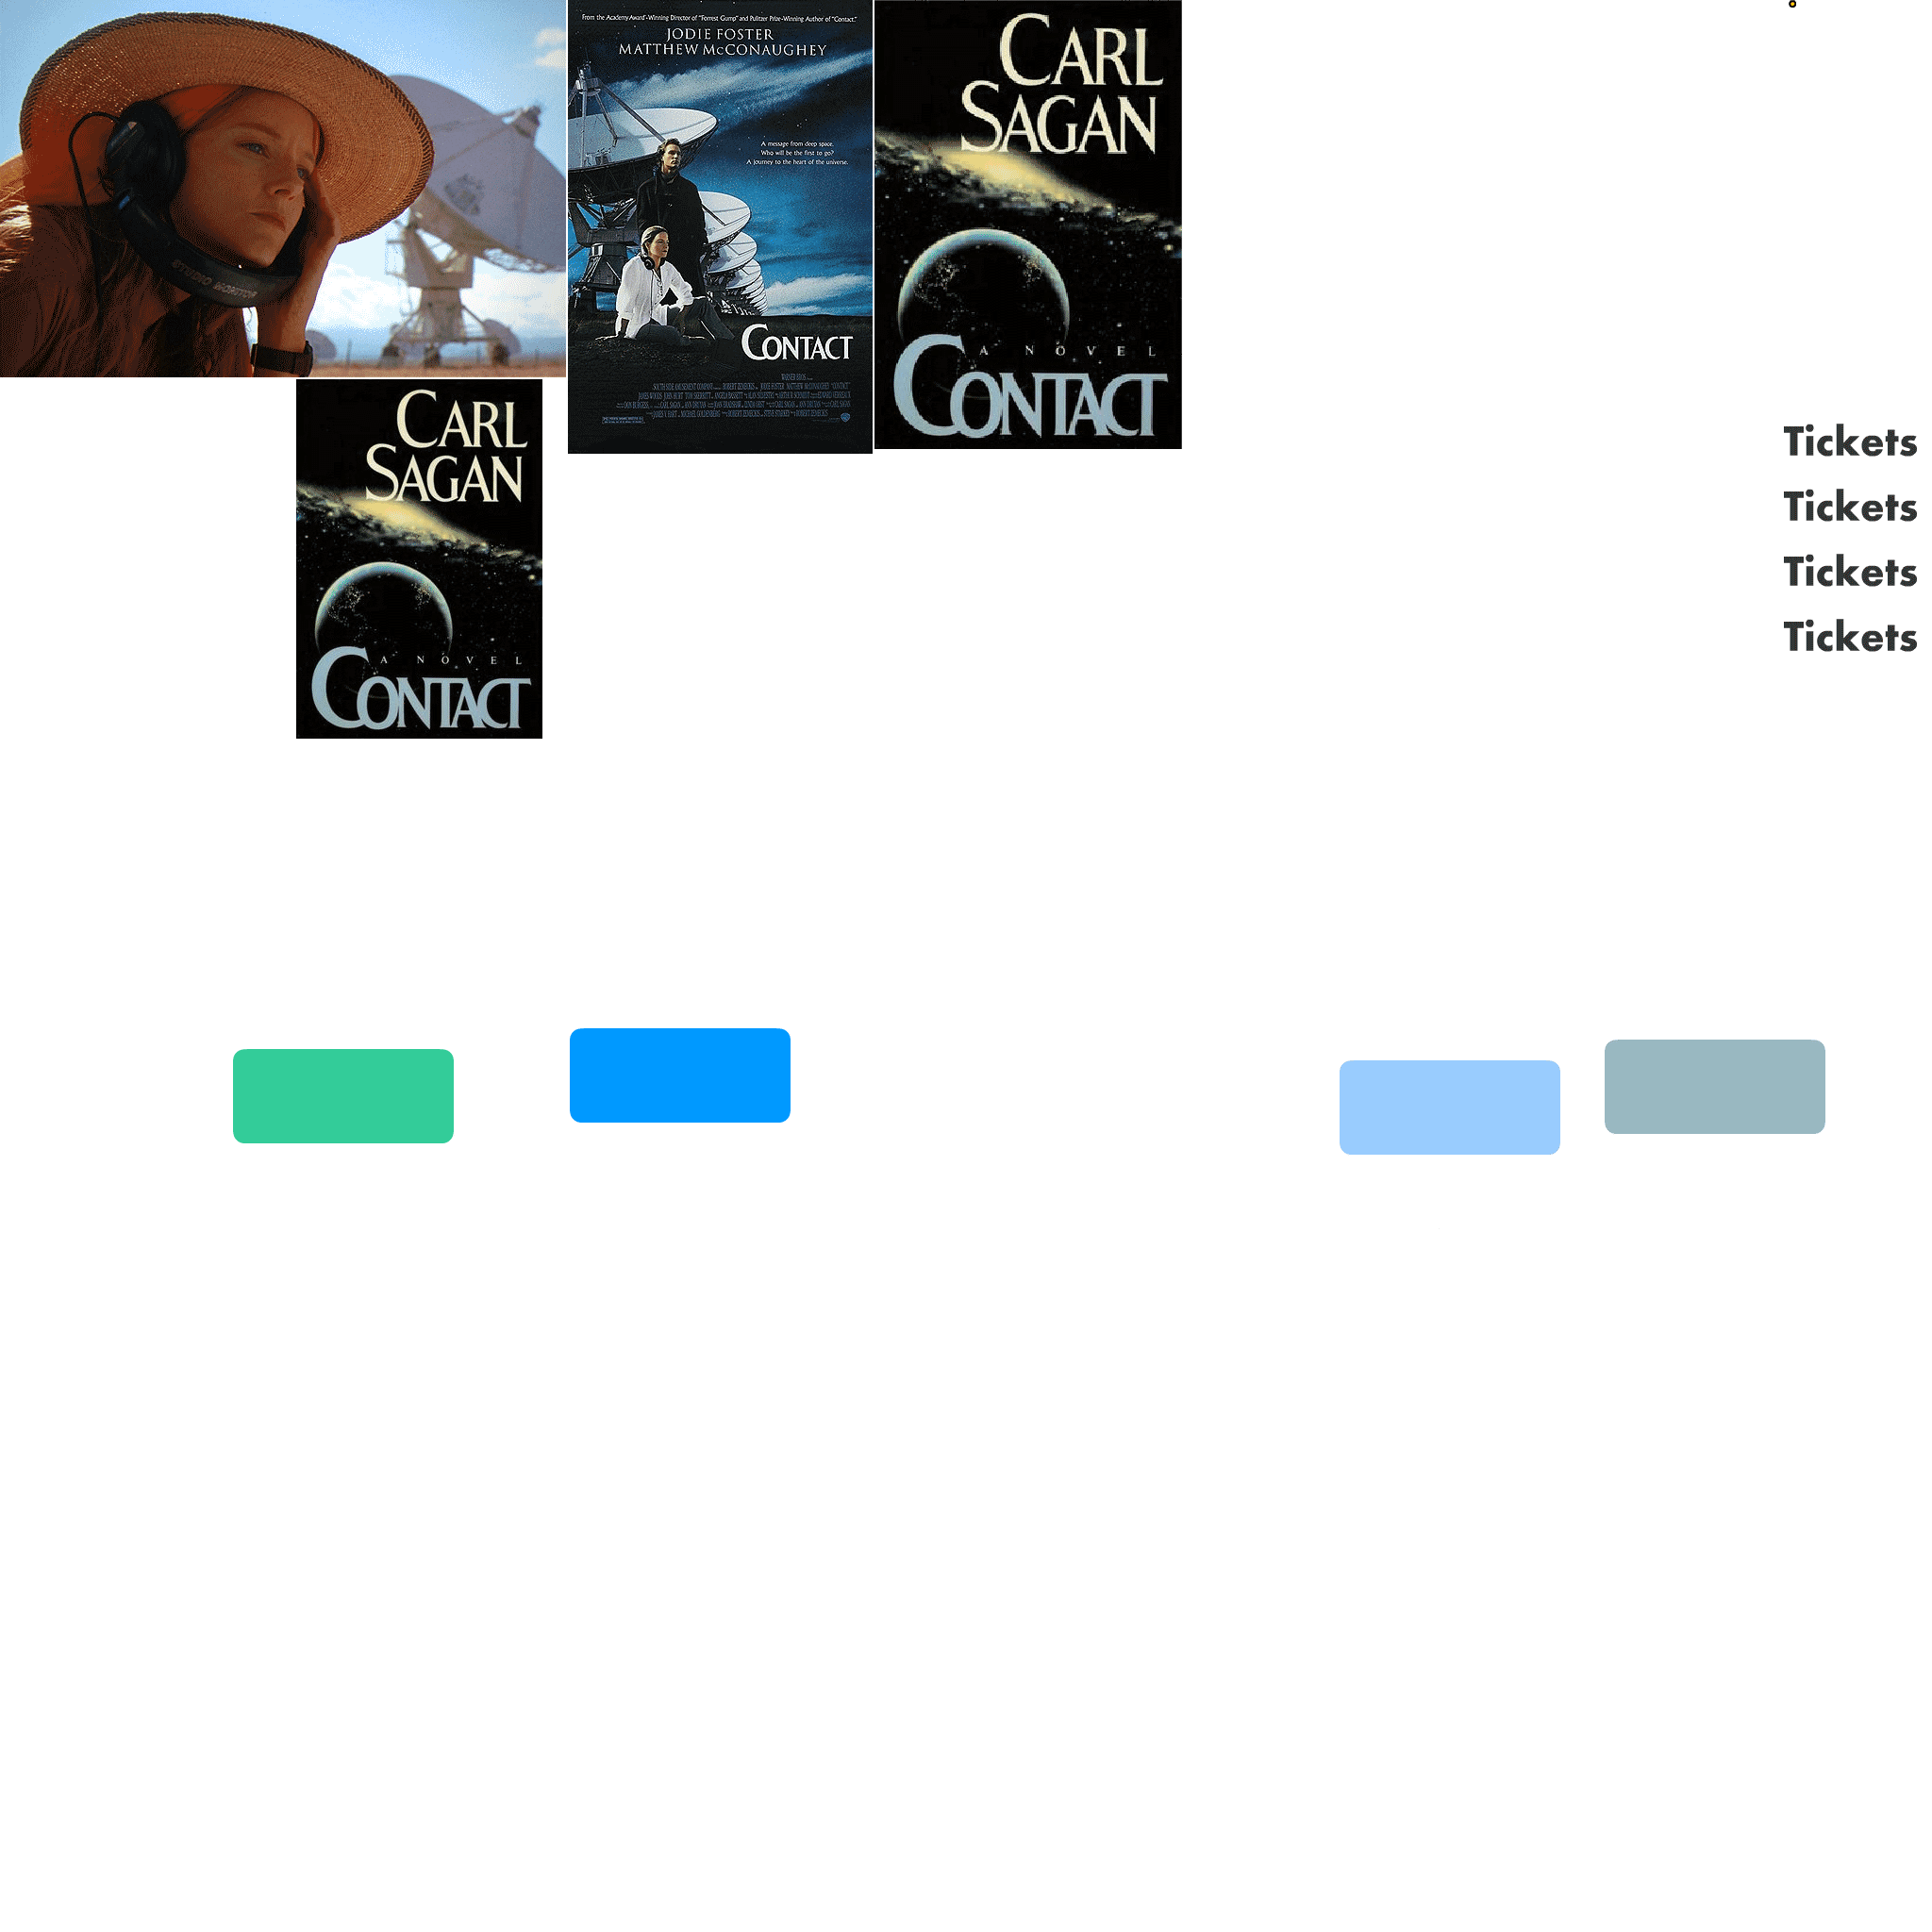 From the Academy Award®-Winning Director of "Forrest Gump" and Pulitzer Prize-Winning Author of "Contact."
JODIE FOSTER
MATTHEW McCONAUGHEY
A message from deep space.
Who will be the first to go?
A journey to the heart of the universe.
CONTACT
WARNER BROS.
STUDIO MONITOR
CARL
SAGAN
A NOVEL
CONTACT
CARL
SAGAN
A NOVEL
CONTACT
Tickets
Tickets
Tickets
Tickets